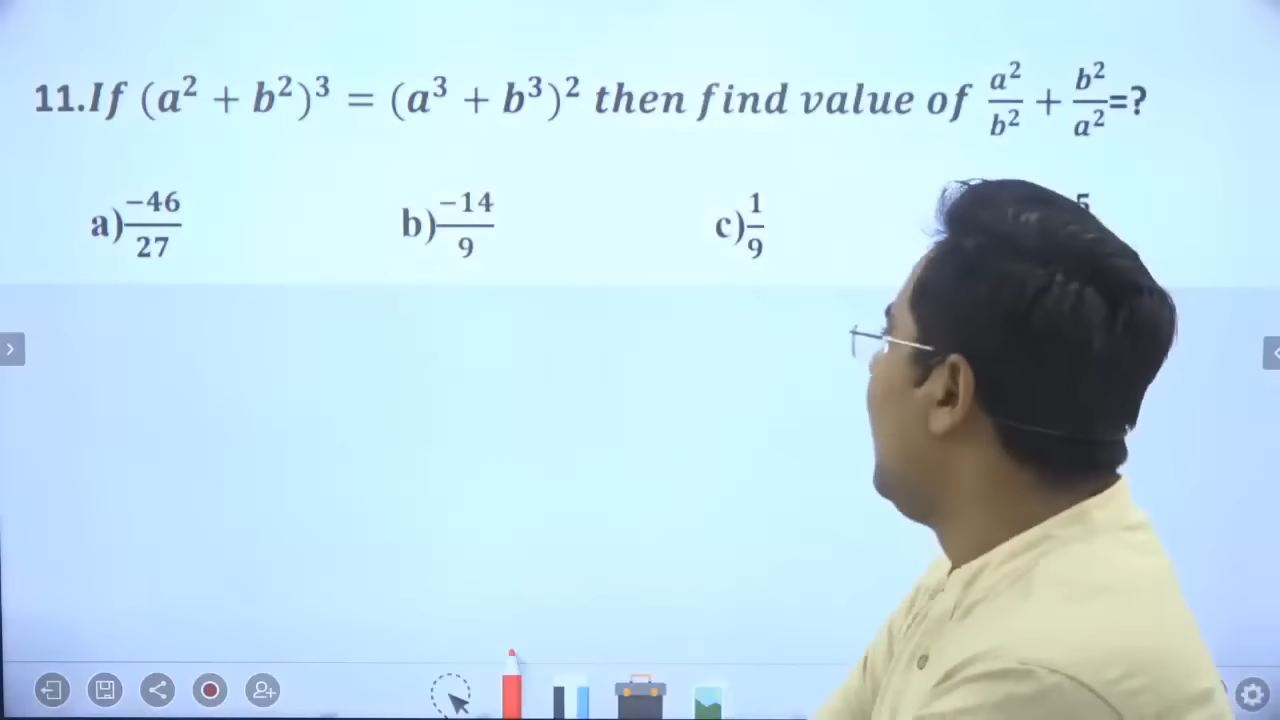 11.If (a² + b²)³ = (a³ + b³)² then find value of a²/b² + b²/a²=?
a) -46/27 b) -14/9 c) 1/9